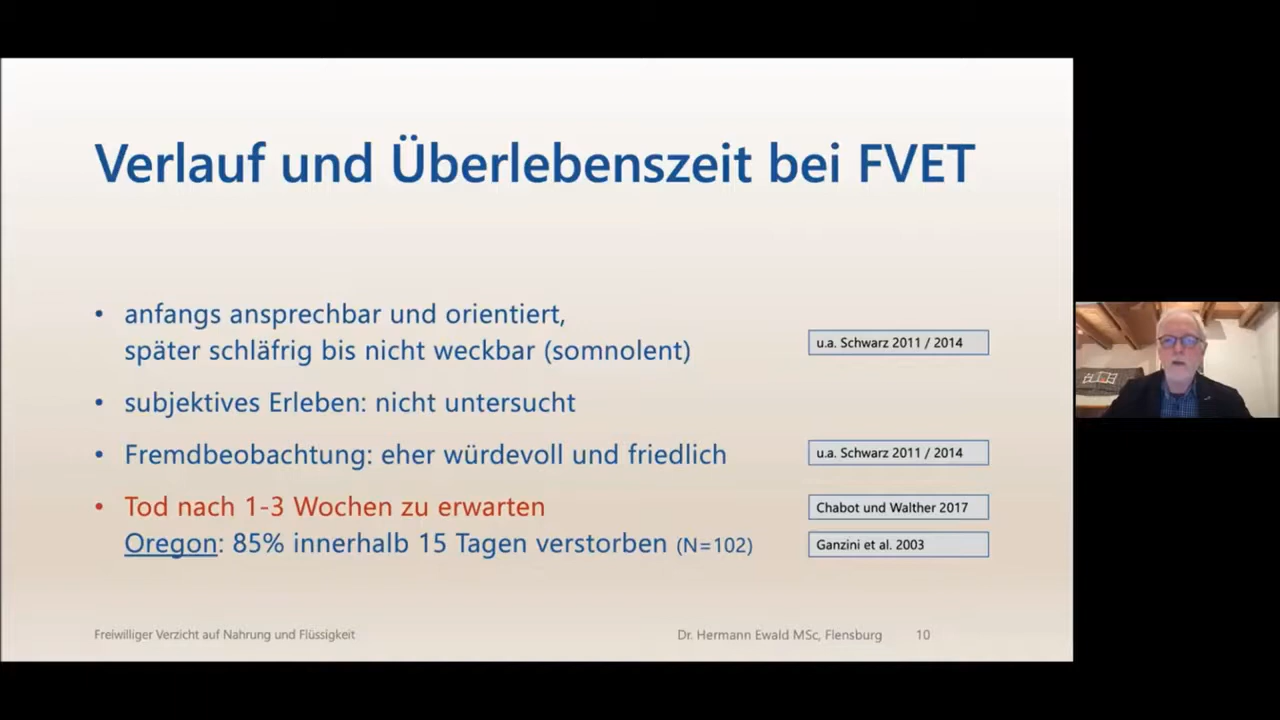 Verlauf und Überlebenszeit bei FVET
• anfangs ansprechbar und orientiert,
später schläfrig bis nicht weckbar (somnolent)
u.a. Schwarz 2011 / 2014
• subjektives Erleben: nicht untersucht
• Fremdbeobachtung: eher würdevoll und friedlich
u.a. Schwarz 2011 / 2014
• Tod nach 1-3 Wochen zu erwarten
Chabot und Walther 2017
Oregon: 85% innerhalb 15 Tagen verstorben (N=102)
Ganzini et al. 2003
Freiwilliger Verzicht auf Nahrung und Flüssigkeit
Dr. Hermann Ewald MSc, Flensburg
10